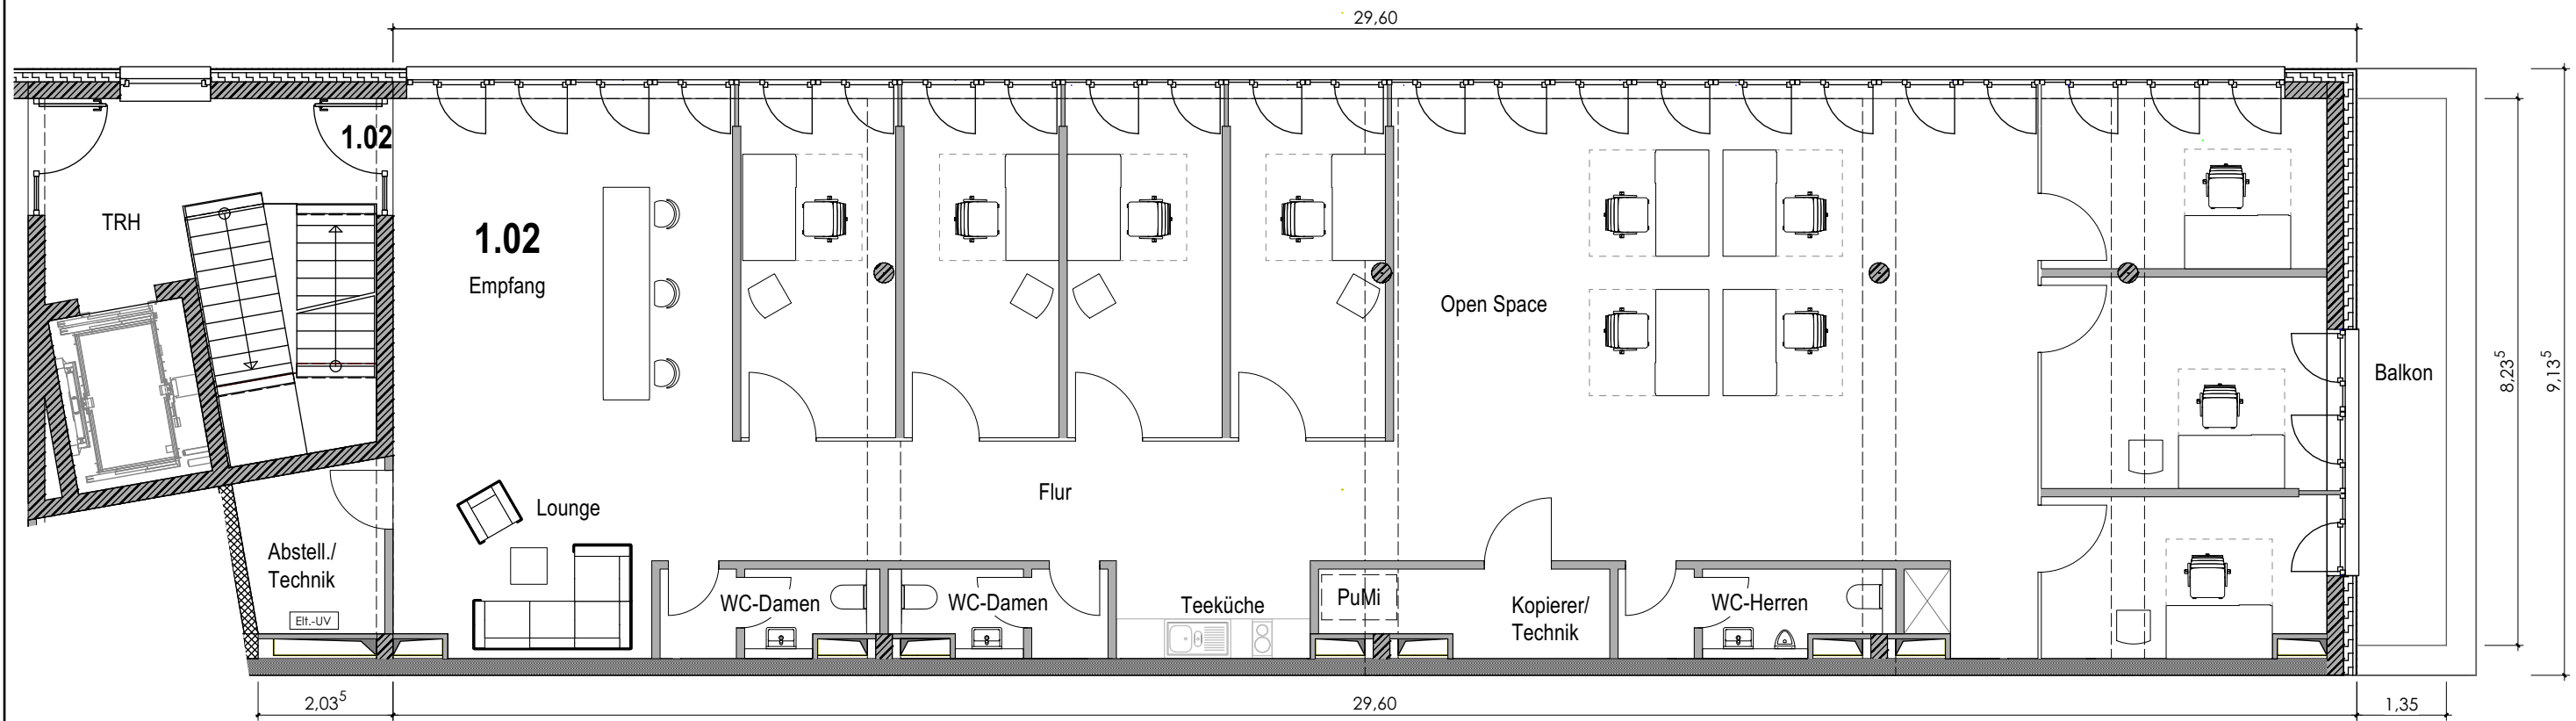 29,60
1.02
TRH
1.02
Empfang
Open Space
Balkon
8,23⁵
9,13⁵
Flur
Lounge
Abstell./
Technik
Elt.-UV
WC-Damen
WC-Damen
Teeküche
PuMi
Kopierer/
Technik
WC-Herren
2,03⁵
29,60
1,35